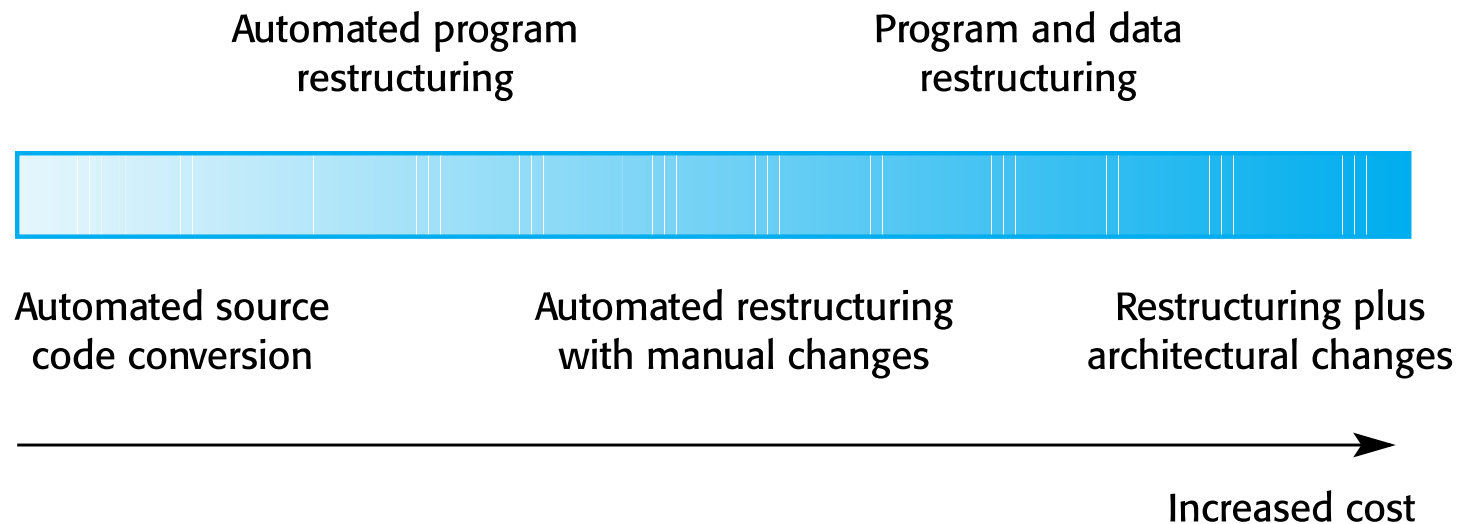 Automated program
restructuring
Program and data
restructuring
Automated source
code conversion
Automated restructuring
with manual changes
Restructuring plus
architectural changes
Increased cost